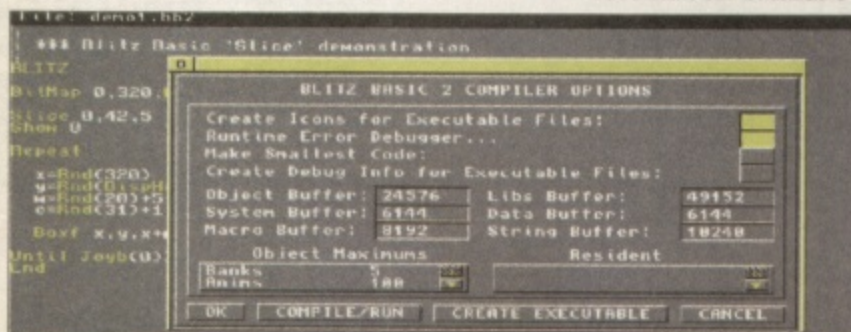 File: demo1.bb2
*** Blitz Basic 'Slice' demonstration
BLITZ
BitMap 0,320,
Slice 0,42,5
Show 0
Repeat
x=Rnd(320)
y=Rnd(DispH
w=Rnd(20)+5
c=Rnd(31)+1
Boxf x,y,x+w
Until Joyb(0)
End
BLITZ BASIC 2 COMPILER OPTIONS
Create Icons for Executable Files:
Runtime Error Debugger...
Make Smallest Code:
Create Debug Info for Executable Files:
Object Buffer: 24576 Libs Buffer: 49152
System Buffer: 6144 Data Buffer: 6144
Macro Buffer: 8192 String Buffer: 10240
Object Maximums Resident
Banks 5
Anims 100
OK COMPILE/RUN CREATE EXECUTABLE CANCEL